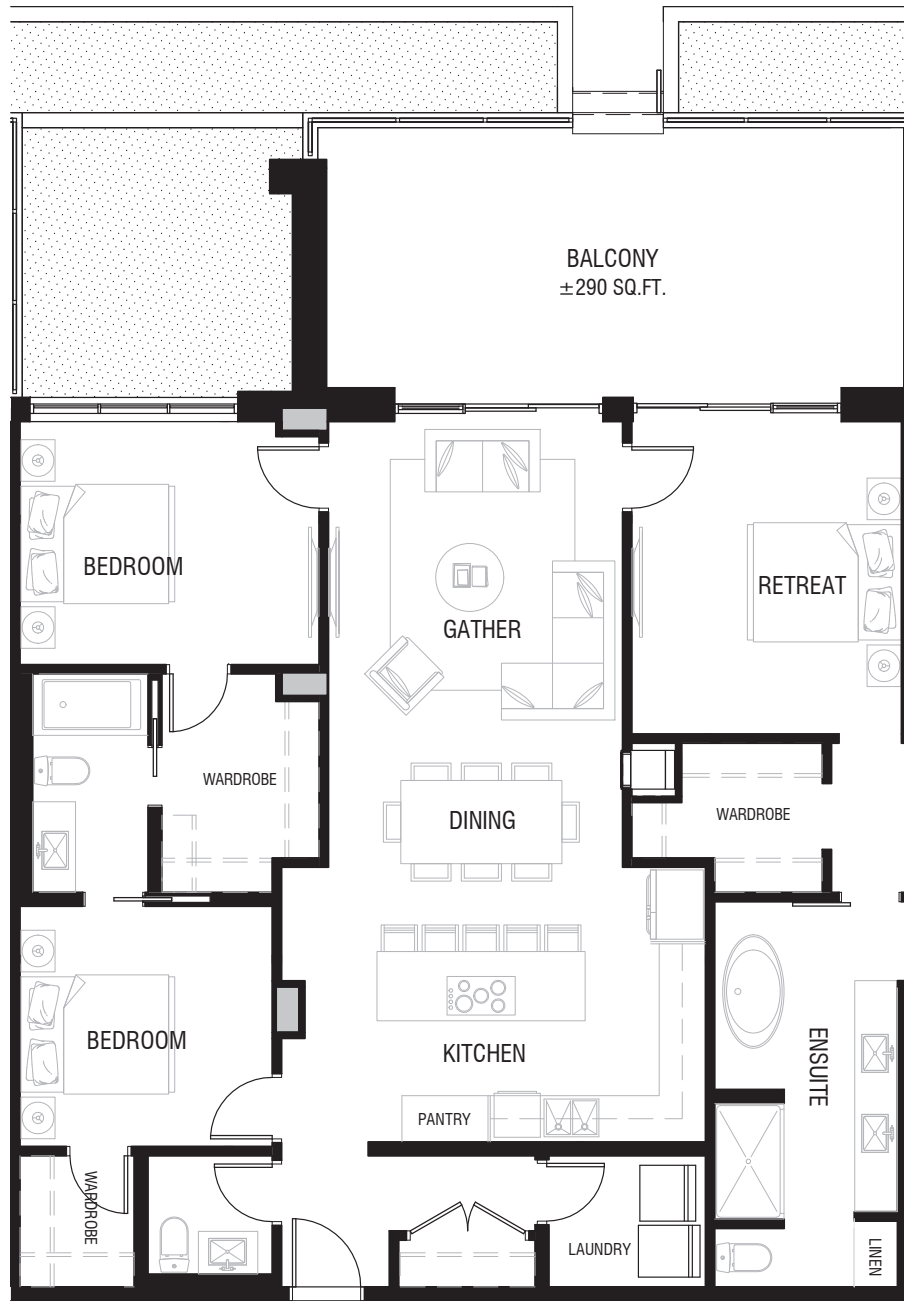 BALCONY
±290 SQ.FT.
BEDROOM
RETREAT
GATHER
WARDROBE
WARDROBE
DINING
BEDROOM
KITCHEN
ENSUITE
PANTRY
WARDROBE
LAUNDRY
LINEN